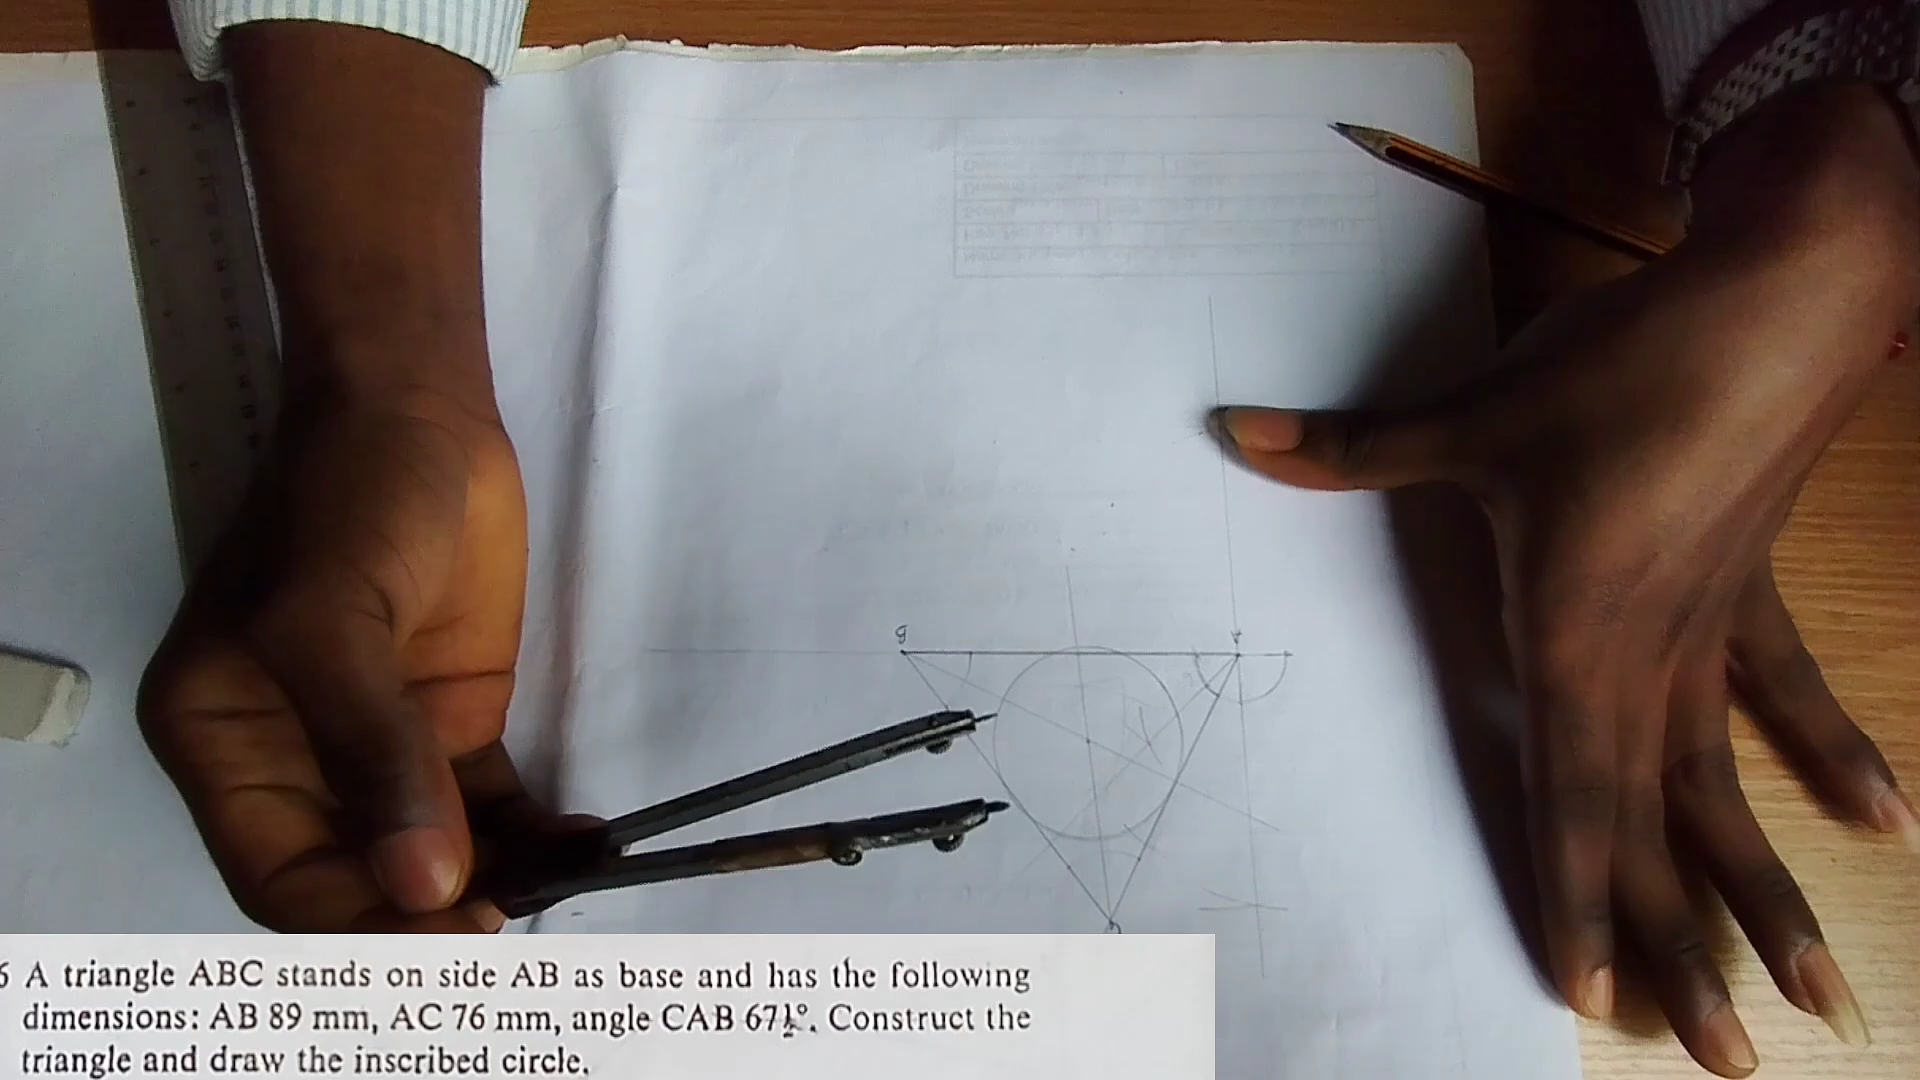 B
A
6 A triangle ABC stands on side AB as base and has the following
dimensions: AB 89 mm, AC 76 mm, angle CAB 67½°. Construct the
triangle and draw the inscribed circle.